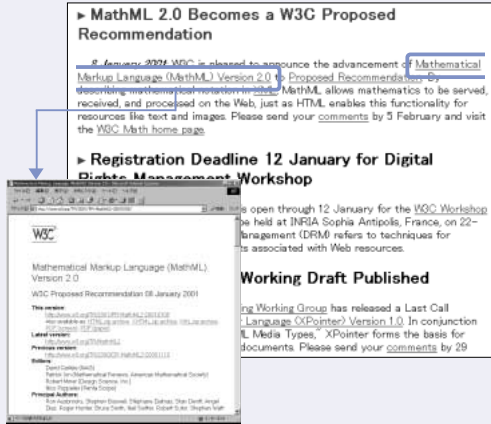 ▸ MathML 2.0 Becomes a W3C Proposed
Recommendation
8 January 2001: W3C is pleased to announce the advancement of Mathematical
Markup Language (MathML) Version 2.0 to Proposed Recommendation. By
describing mathematical notation in XML, MathML allows mathematics to be served,
received, and processed on the Web, just as HTML enables this functionality for
resources like text and images. Please send your comments by 5 February and visit
the W3C Math home page.
▸ Registration Deadline 12 January for Digital
Rights Management Workshop
s open through 12 January for the W3C Workshop
be held at INRIA Sophia Antipolis, France, on 22-
Management (DRM) refers to techniques for
ts associated with Web resources.
Working Draft Published
ng Working Group has released a Last Call
r Language (XPointer) Version 1.0. In conjunction
ML Media Types," XPointer forms the basis for
documents. Please send your comments by 29
W3C
Mathematical Markup Language (MathML)
Version 2.0
W3C Proposed Recommendation 08 January 2001
This version:
Latest version:
Previous version:
Editors:
Principal Authors: